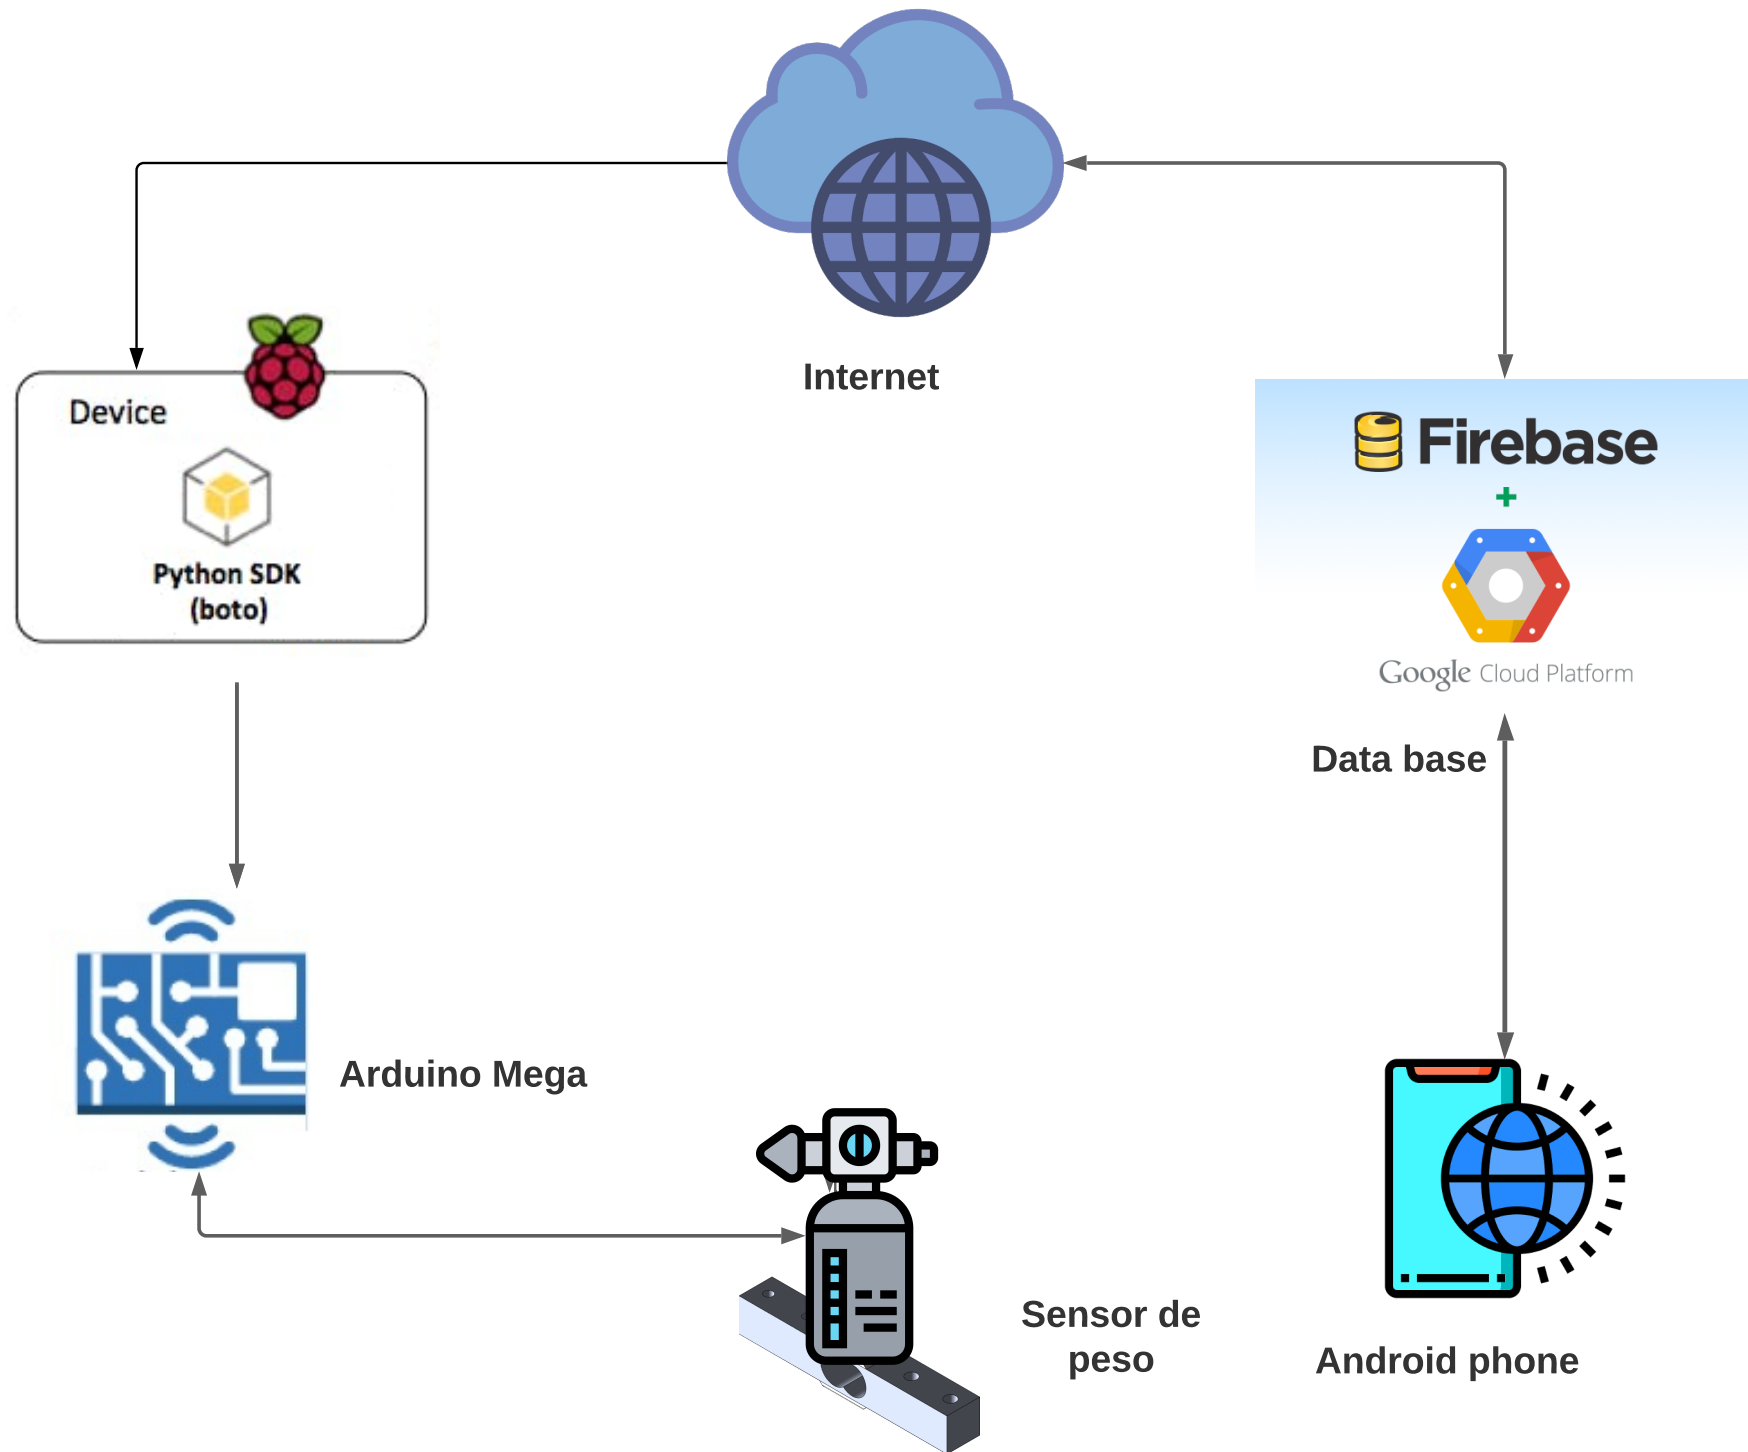 Internet
Device
Python SDK
(boto)
Firebase
Google Cloud Platform
Data base
Arduino Mega
Sensor de
peso
Android phone